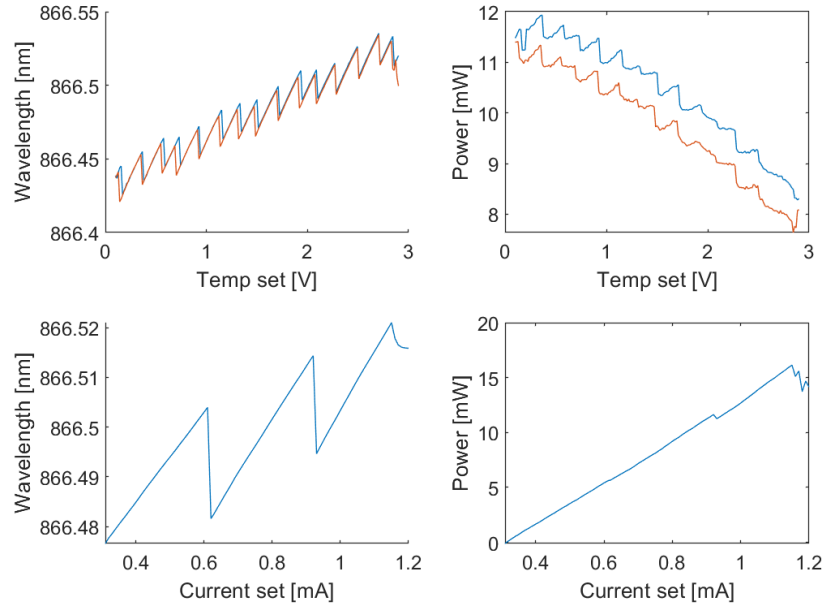 866.55
866.5
866.45
866.4
Wavelength [nm]
0 1 2 3
Temp set [V]
12
11
10
9
8
Power [mW]
0 1 2 3
Temp set [V]
866.52
866.51
866.5
866.49
866.48
Wavelength [nm]
0.4 0.6 0.8 1 1.2
Current set [mA]
20
15
10
5
0
Power [mW]
0.4 0.6 0.8 1 1.2
Current set [mA]